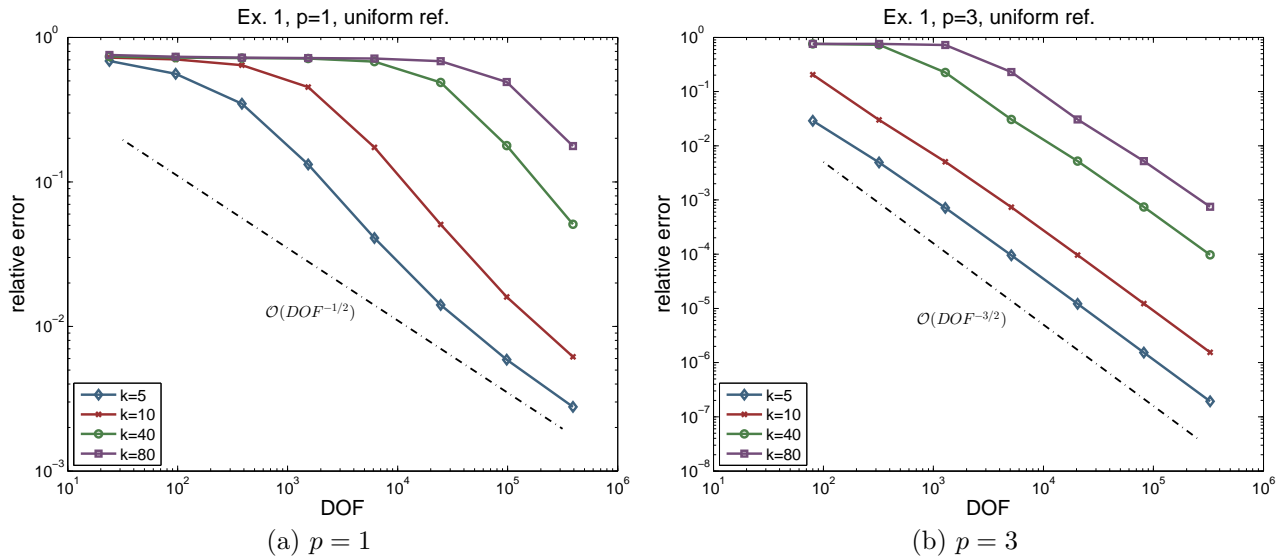 Ex. 1, p=1, uniform ref.
10^0
10^-1
10^-2
10^-3
relative error
O(DOF^{-1/2})
k=5
k=10
k=40
k=80
10^1 10^2 10^3 10^4 10^5 10^6
DOF
(a) p = 1
Ex. 1, p=3, uniform ref.
10^0
10^-1
10^-2
10^-3
10^-4
10^-5
10^-6
10^-7
10^-8
relative error
O(DOF^{-3/2})
k=5
k=10
k=40
k=80
10^1 10^2 10^3 10^4 10^5 10^6
DOF
(b) p = 3